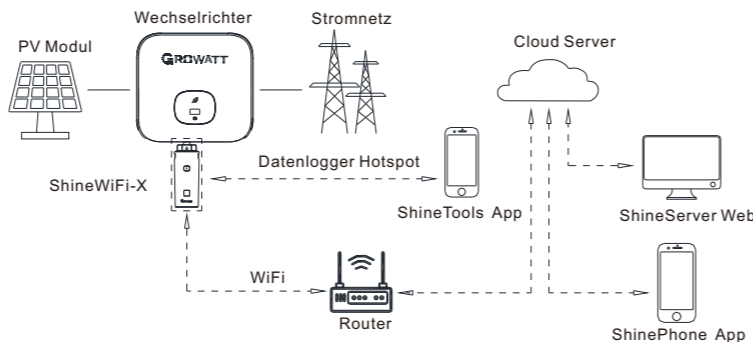 Wechselrichter
Stromnetz
PV Modul
GROWATT
Cloud Server
Datenlogger Hotspot
ShineWiFi-X
ShineTools App
ShineServer Web
WiFi
Router
ShinePhone App